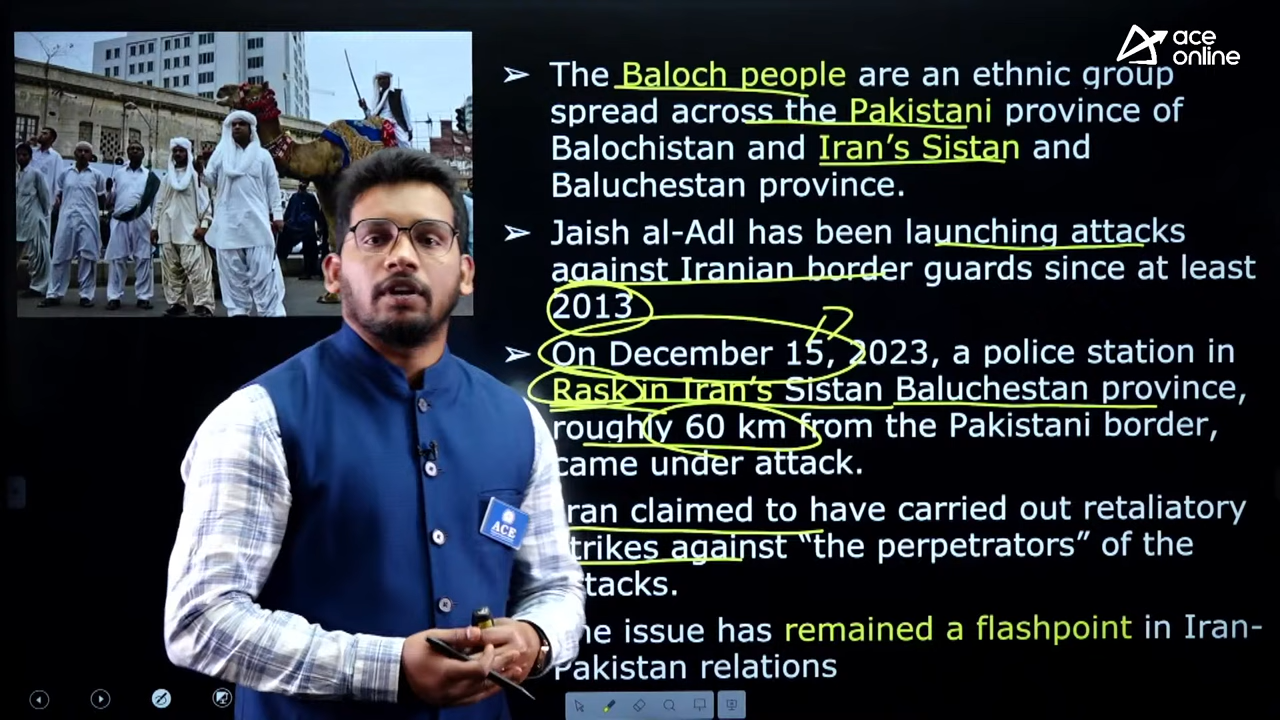 ace
online
➢ The Baloch people are an ethnic group
spread across the Pakistani province of
Balochistan and Iran's Sistan and
Baluchestan province.
➢ Jaish al-Adl has been launching attacks
against Iranian border guards since at least
2013
➢ On December 15, 2023, a police station in
Rask in Iran's Sistan Baluchestan province,
roughly 60 km from the Pakistani border,
came under attack.
claimed to have carried out retaliatory
against “the perpetrators” of the
issue has remained a flashpoint in Iran-
Pakistan relations
ACE